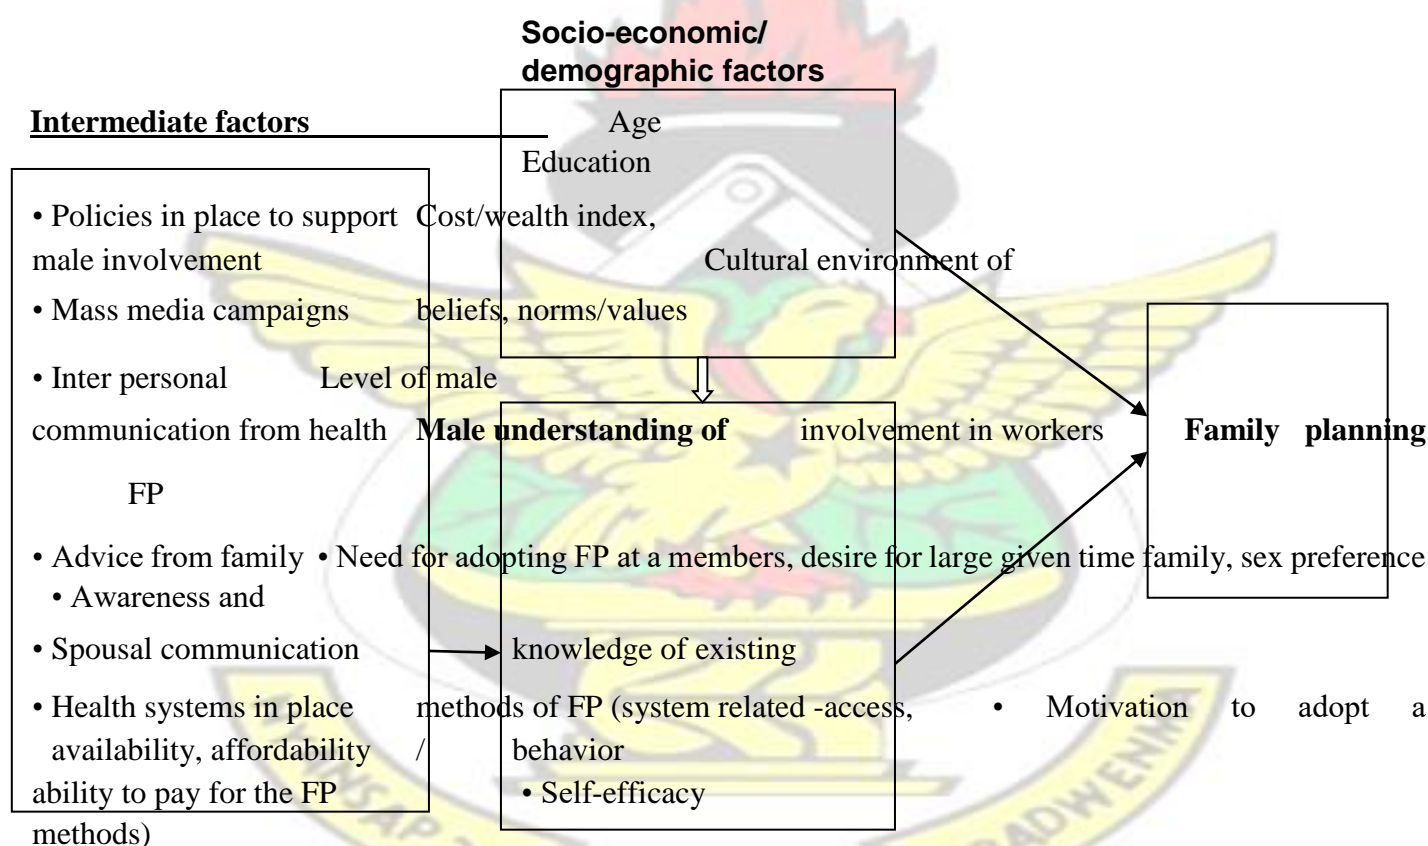 Socio-economic/
demographic factors
Intermediate factors Age
Education
• Policies in place to support Cost/wealth index,
male involvement Cultural environment of
• Mass media campaigns beliefs, norms/values
• Inter personal Level of male
communication from health Male understanding of involvement in workers Family planning
FP
• Advice from family • Need for adopting FP at a members, desire for large given time family, sex preference
• Awareness and
• Spousal communication knowledge of existing
• Health systems in place methods of FP (system related -access, • Motivation to adopt a
availability, affordability / behavior
ability to pay for the FP • Self-efficacy
methods)